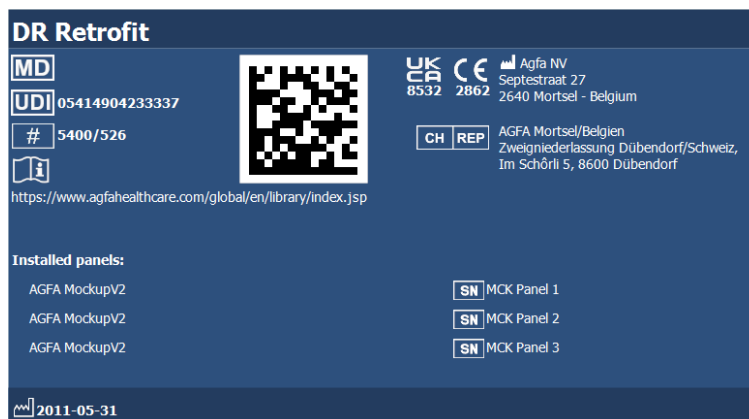 DR Retrofit
MD
UDI 05414904233337
# 5400/526
https://www.agfahealthcare.com/global/en/library/index.jsp
UK CA 8532
CE 2862
Agfa NV
Septestraat 27
2640 Mortsel - Belgium
CH REP
AGFA Mortsel/Belgien
Zweigniederlassung Dübendorf/Schweiz,
Im Schôrli 5, 8600 Dübendorf
Installed panels:
AGFA MockupV2 SN MCK Panel 1
AGFA MockupV2 SN MCK Panel 2
AGFA MockupV2 SN MCK Panel 3
2011-05-31